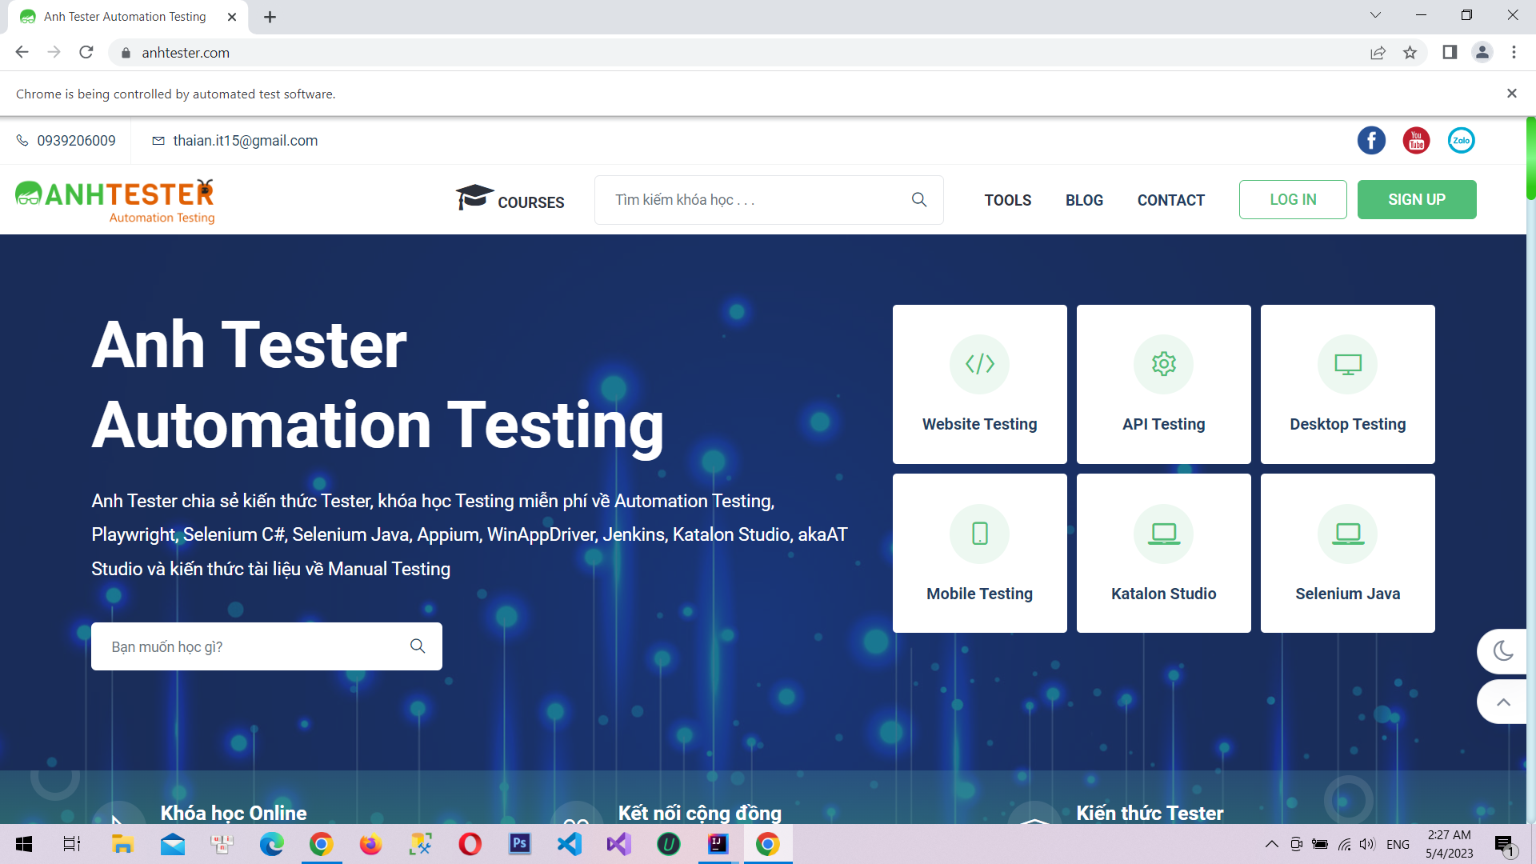 Anh Tester Automation Testing
anhtester.com
Chrome is being controlled by automated test software.
0939206009
thaian.it15@gmail.com
You
Tube
Zalo
ANHTESTER
Automation Testing
COURSES
Tìm kiếm khóa học . . .
TOOLS
BLOG
CONTACT
LOG IN
SIGN UP
Anh Tester
Automation Testing
Anh Tester chia sẻ kiến thức Tester, khóa học Testing miễn phí về Automation Testing,
Playwright, Selenium C#, Selenium Java, Appium, WinAppDriver, Jenkins, Katalon Studio, akaAT
Studio và kiến thức tài liệu về Manual Testing
Bạn muốn học gì?
Website Testing
API Testing
Desktop Testing
Mobile Testing
Katalon Studio
Selenium Java
Khóa học Online
Kết nối cộng đồng
Kiến thức Tester
Ps
IJ
ENG
2:27 AM
5/4/2023
1